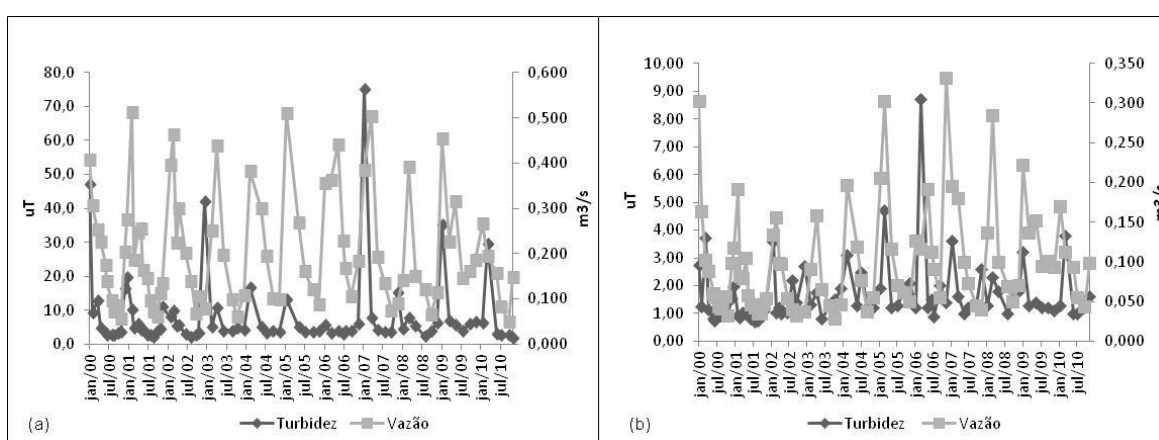 80,0
70,0
60,0
50,0
40,0
30,0
20,0
10,0
0,0
uT
0,600
0,500
0,400
0,300
0,200
0,100
0,000
m3/s
jan/00
jul/00
jan/01
jul/01
jan/02
jul/02
jan/03
jul/03
jan/04
jul/04
jan/05
jul/05
jan/06
jul/06
jan/07
jul/07
jan/08
jul/08
jan/09
jul/09
jan/10
jul/10
(a)
Turbidez Vazão
10,00
9,00
8,00
7,00
6,00
5,00
4,00
3,00
2,00
1,00
0,00
uT
0,350
0,300
0,250
0,200
0,150
0,100
0,050
0,000
m3/s
jan/00
jul/00
jan/01
jul/01
jan/02
jul/02
jan/03
jul/03
jan/04
jul/04
jan/05
jul/05
jan/06
jul/06
jan/07
jul/07
jan/08
jul/08
jan/09
jul/09
jan/10
jul/10
(b)
Turbidez Vazão